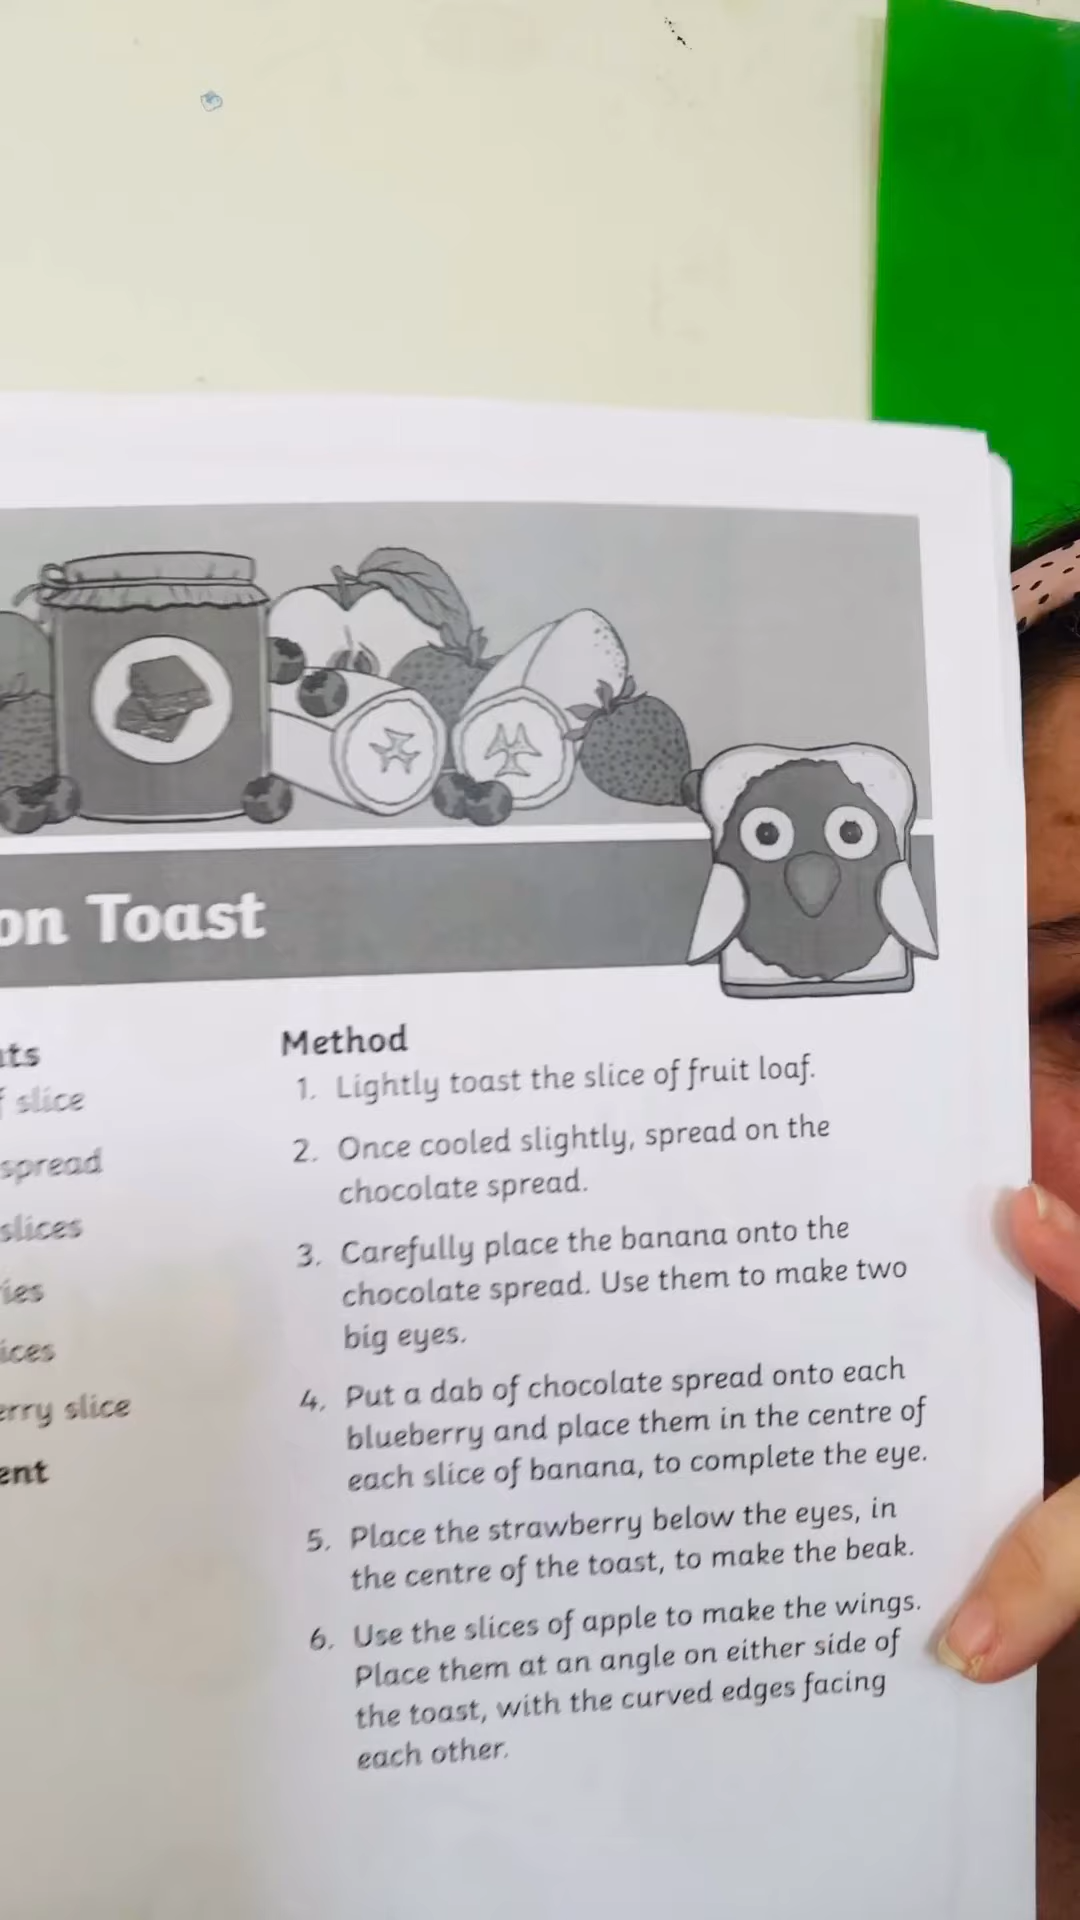 on Toast
slice
spread
slices
slice
Method
1. Lightly toast the slice of fruit loaf.
2. Once cooled slightly, spread on the
chocolate spread.
3. Carefully place the banana onto the
chocolate spread. Use them to make two
big eyes.
4. Put a dab of chocolate spread onto each
blueberry and place them in the centre of
each slice of banana, to complete the eye.
5. Place the strawberry below the eyes, in
the centre of the toast, to make the beak.
6. Use the slices of apple to make the wings.
Place them at an angle on either side of
the toast, with the curved edges facing
each other.